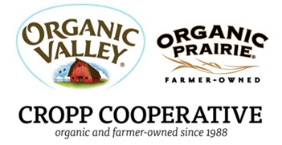 ORGANIC
VALLEY®
ORGANIC
PRAIRIE®
FARMER-OWNED
CROPP COOPERATIVE
organic and farmer-owned since 1988